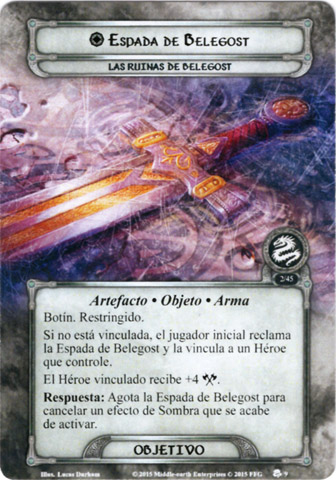 Espada de Belegost
Las Ruinas de Belegost
2/45
Artefacto • Objeto • Arma
Botín. Restringido.
Si no está vinculada, el jugador inicial reclama
la Espada de Belegost y la vincula a un Héroe
que controle.
El Héroe vinculado recibe +4.
Respuesta: Agota la Espada de Belegost para
cancelar un efecto de Sombra que se acabe
de activar.
Objetivo
Illus. Lucas Durham
©2015 Middle-earth Enterprises © 2015 FFG
9